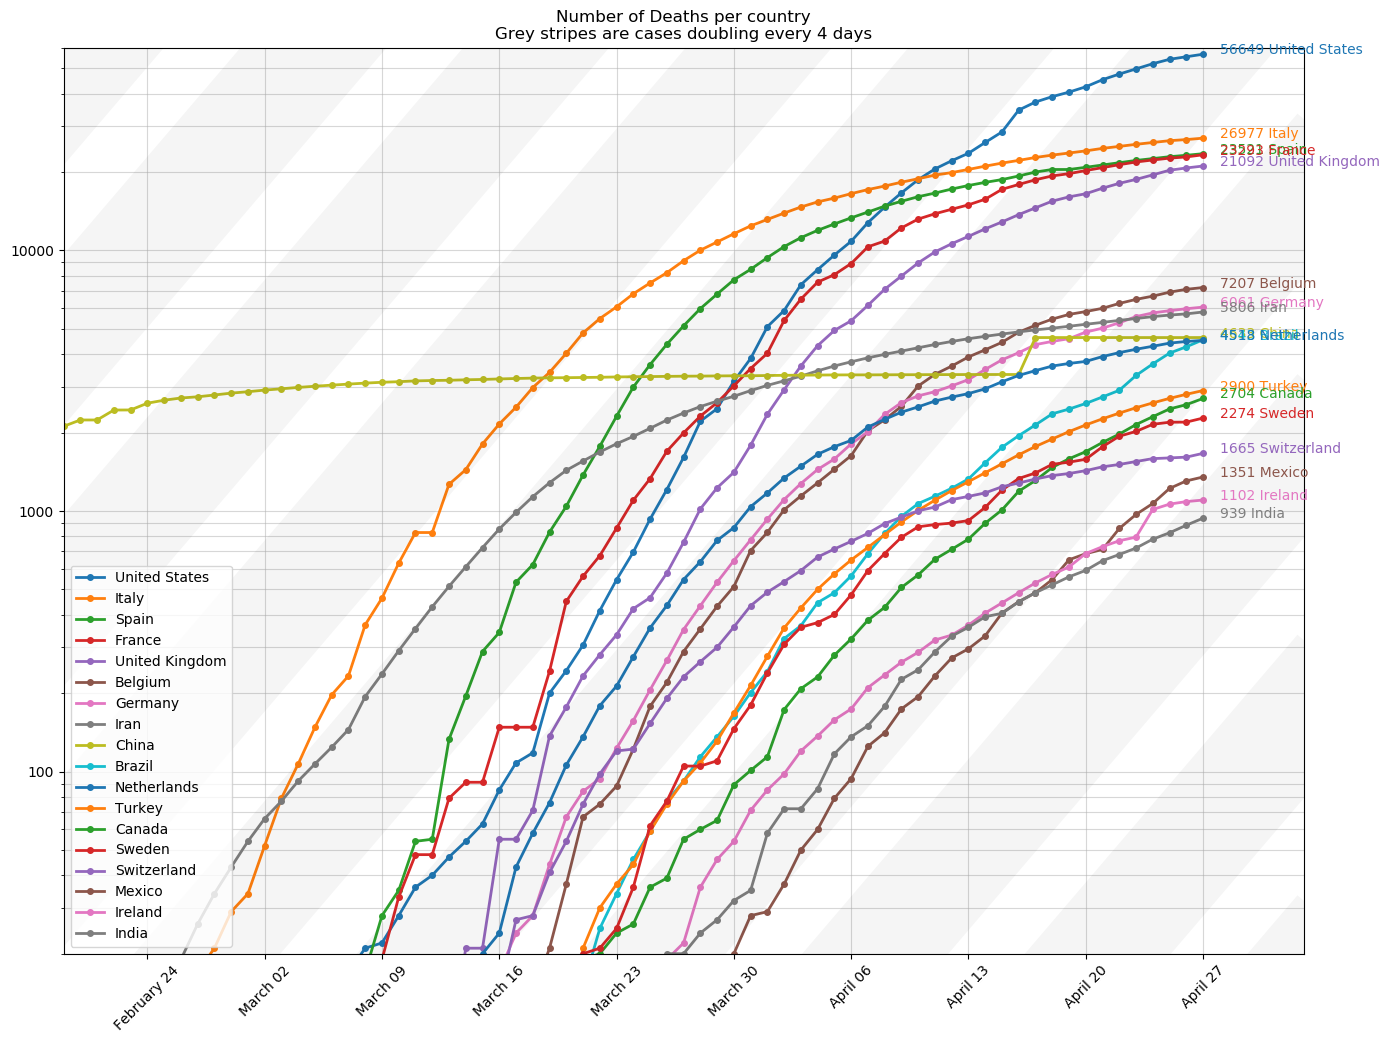 Number of Deaths per country
Grey stripes are cases doubling every 4 days
56649 United States
26977 Italy
23293 France
21092 United Kingdom
10000
7207 Belgium
6061 Germany
5806 Iran
4518 Netherlands
2900 Turkey
2704 Canada
2274 Sweden
1665 Switzerland
1351 Mexico
1102 Ireland
939 India
1000
100
United States
Italy
Spain
France
United Kingdom
Belgium
Germany
Iran
China
Brazil
Netherlands
Turkey
Canada
Sweden
Switzerland
Mexico
Ireland
India
February 24
March 02
March 09
March 16
March 23
March 30
April 06
April 13
April 20
April 27